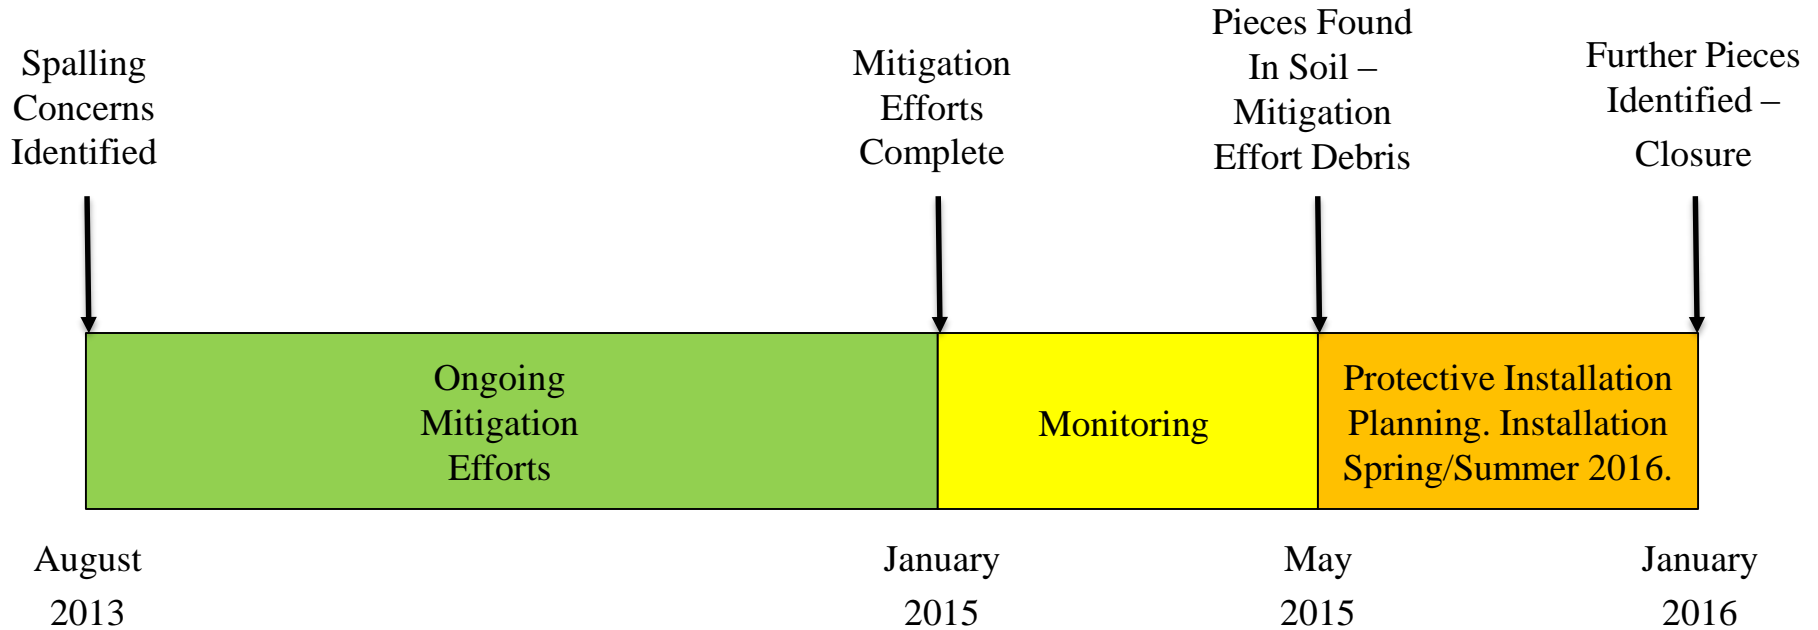 Spalling
Concerns
Identified
Mitigation
Efforts
Complete
Pieces Found
In Soil –
Mitigation
Effort Debris
Further Pieces
Identified –
Closure
Ongoing
Mitigation
Efforts
Monitoring
Protective Installation
Planning. Installation
Spring/Summer 2016.
August
2013
January
2015
May
2015
January
2016